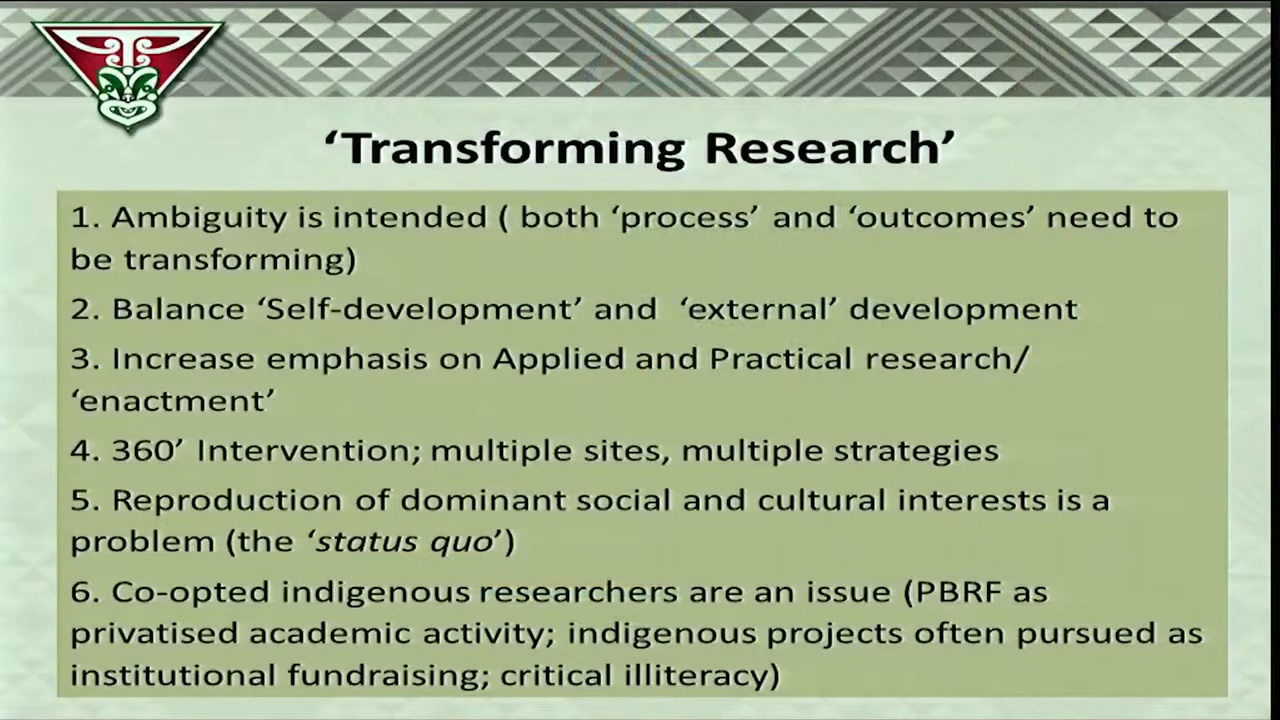 ‘Transforming Research’
1. Ambiguity is intended ( both ‘process’ and ‘outcomes’ need to
be transforming)
2. Balance ‘Self-development’ and ‘external’ development
3. Increase emphasis on Applied and Practical research/
‘enactment’
4. 360’ Intervention; multiple sites, multiple strategies
5. Reproduction of dominant social and cultural interests is a
problem (the ‘status quo’)
6. Co-opted indigenous researchers are an issue (PBRF as
privatised academic activity; indigenous projects often pursued as
institutional fundraising; critical illiteracy)